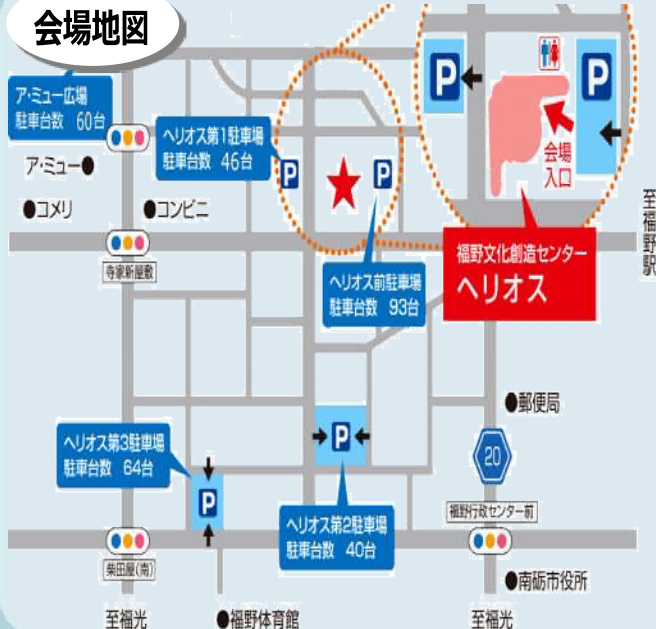 会場地図
ア・ミュー広場
駐車台数 60台
ヘリオス第1駐車場
駐車台数 46台
P
P
P
P
会場
入口
ア・ミュー●
●コメリ
●コンビニ
至福野駅
寺家新屋敷
福野文化創造センター
ヘリオス
ヘリオス前駐車場
駐車台数 93台
●郵便局
ヘリオス第3駐車場
駐車台数 64台
P
P
20
ヘリオス第2駐車場
駐車台数 40台
福野行政センター前
柴田屋(南)
●南砺市役所
至福光
●福野体育館
至福光